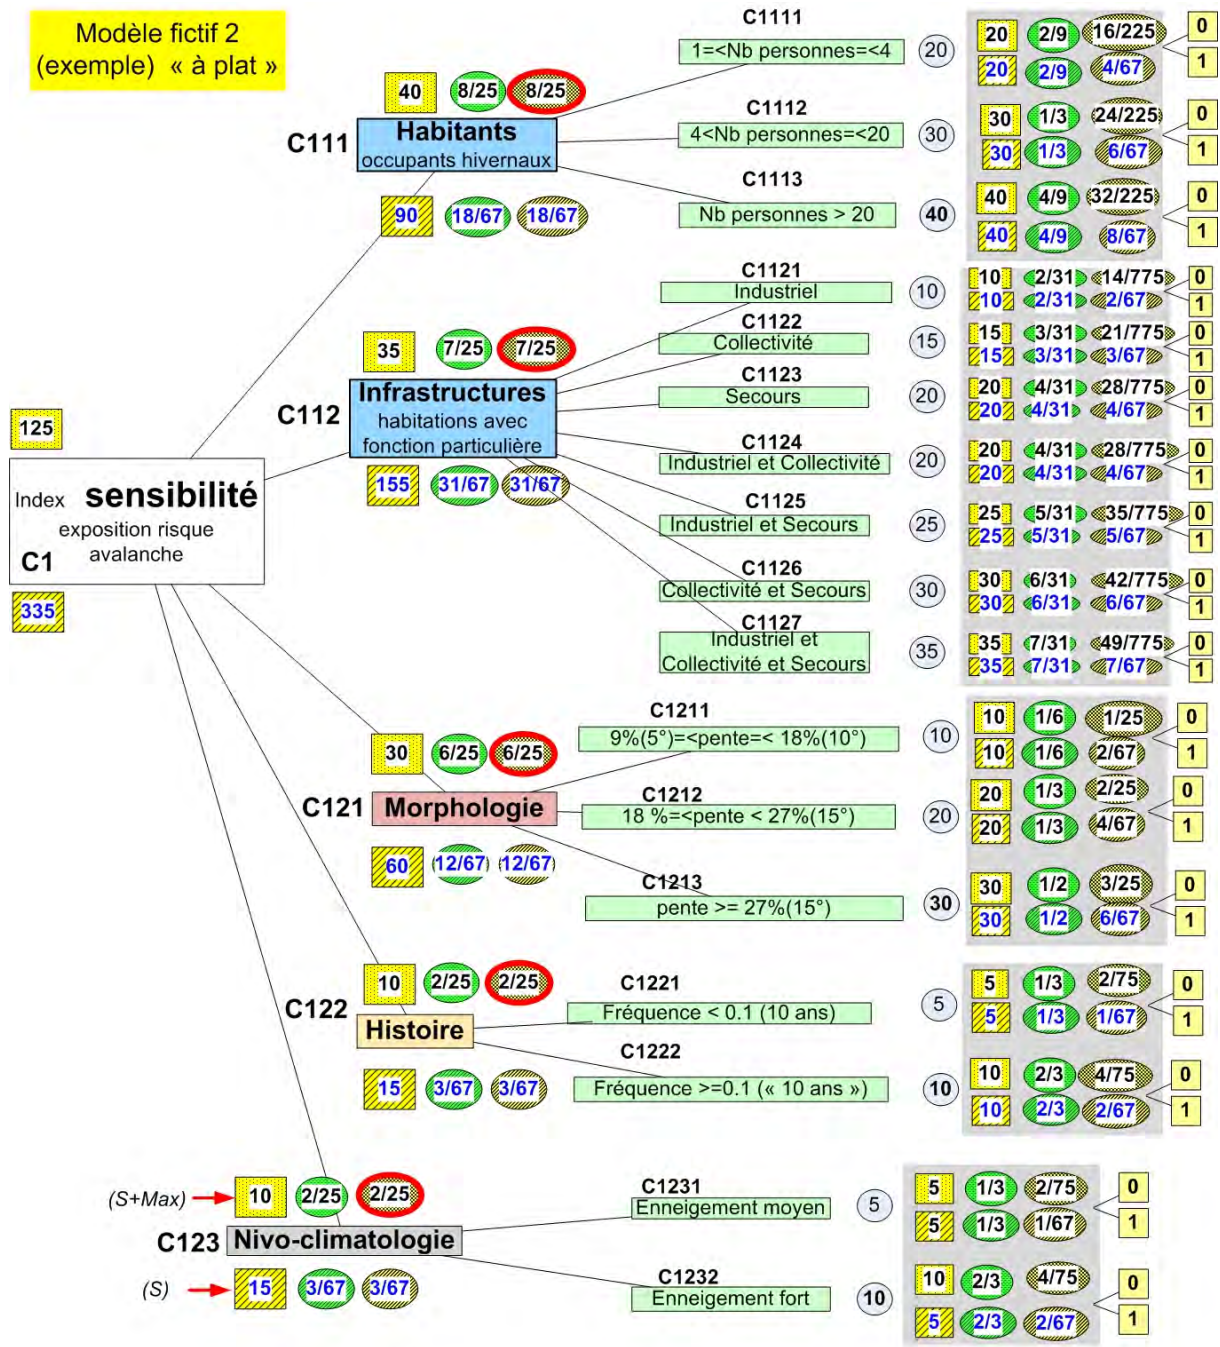 Modèle fictif 2
(exemple) « à plat »
C1111
1=<Nb personnes=<4
20
20 2/9 16/225 0
20 2/9 4/67 1
40 8/25 8/25
C111 Habitants
occupants hivernaux
90 18/67 18/67
C1112
4<Nb personnes=<20
30
30 1/3 24/225 0
30 1/3 6/67 1
C1113
Nb personnes > 20
40
40 4/9 32/225 0
40 4/9 8/67 1
C1121
Industriel
10
10 2/31 14/775 0
10 2/31 2/67 1
C1122
Collectivité
15
15 3/31 21/775 0
15 3/31 3/67 1
35 7/25 7/25
C112 Infrastructures
habitations avec
fonction particulière
155 31/67 31/67
C1123
Secours
20
20 4/31 28/775 0
20 4/31 4/67 1
C1124
Industriel et Collectivité
20
20 4/31 28/775 0
20 4/31 4/67 1
C1125
Industriel et Secours
25
25 5/31 35/775 0
25 5/31 5/67 1
C1126
Collectivité et Secours
30
30 6/31 42/775 0
30 6/31 6/67 1
C1127
Industriel et
Collectivité et Secours
35
35 7/31 49/775 0
35 7/31 7/67 1
125
Index sensibilité
exposition risque
avalanche
C1
335
C1211
9%(5°)=<pente=< 18%(10°)
10
10 1/6 1/25 0
10 1/6 2/67 1
30 6/25 6/25
C121 Morphologie
60 12/67 12/67
C1212
18 %=<pente < 27%(15°)
20
20 1/3 2/25 0
20 1/3 4/67 1
C1213
pente >= 27%(15°)
30
30 1/2 3/25 0
30 1/2 6/67 1
10 2/25 2/25
C122 Histoire
15 3/67 3/67
C1221
Fréquence < 0.1 (10 ans)
5
5 1/3 2/75 0
5 1/3 1/67 1
C1222
Fréquence >=0.1 (« 10 ans »)
10
10 2/3 4/75 0
10 2/3 2/67 1
(S+Max) 10 2/25 2/25
C123 Nivo-climatologie
(S) 15 3/67 3/67
C1231
Enneigement moyen
5
5 1/3 2/75 0
5 1/3 1/67 1
C1232
Enneigement fort
10
10 2/3 4/75 0
5 2/3 2/67 1